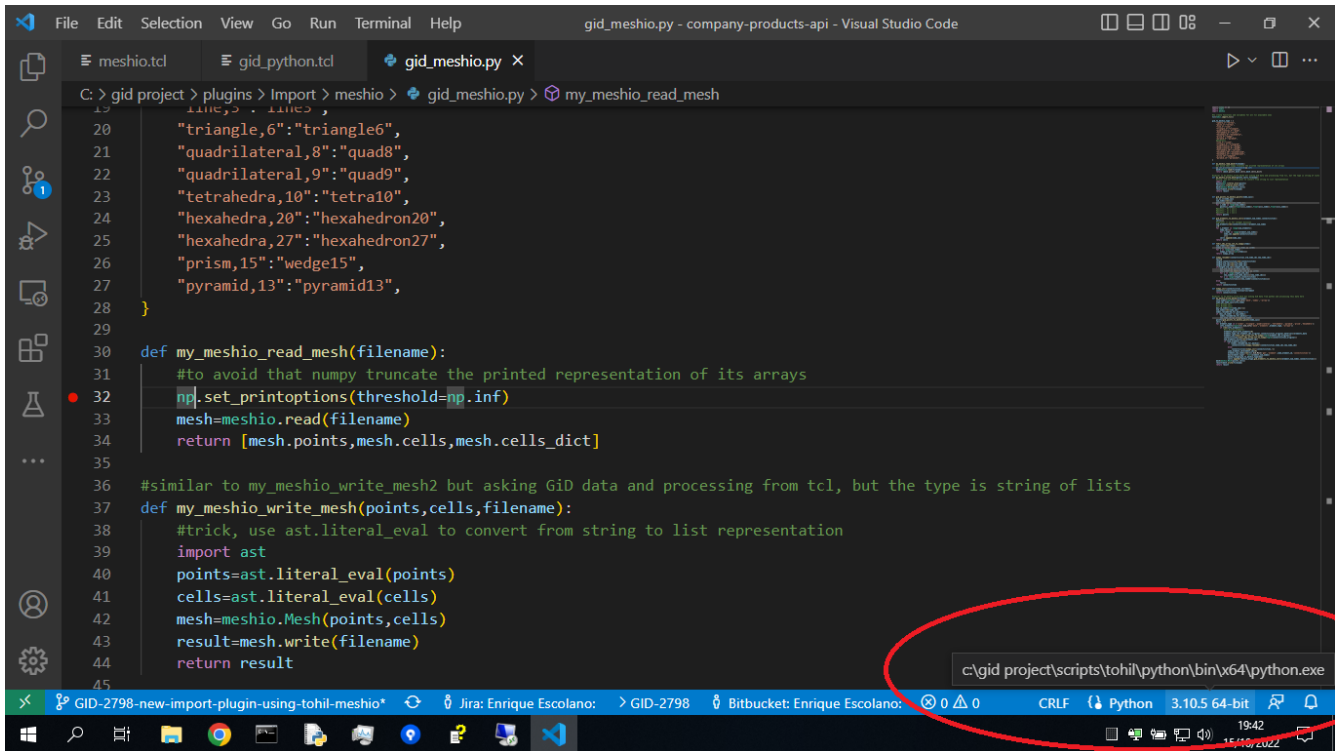 File Edit Selection View Go Run Terminal Help gid_meshio.py - company-products-api - Visual Studio Code
meshio.tcl gid_python.tcl gid_meshio.py
C: > gid project > plugins > Import > meshio > gid_meshio.py > my_meshio_read_mesh
19 "line,3":"line3",
20 "triangle,6":"triangle6",
21 "quadrilateral,8":"quad8",
22 "quadrilateral,9":"quad9",
23 "tetrahedra,10":"tetra10",
24 "hexahedra,20":"hexahedron20",
25 "hexahedra,27":"hexahedron27",
26 "prism,15":"wedge15",
27 "pyramid,13":"pyramid13",
28 }
29
30 def my_meshio_read_mesh(filename):
31 #to avoid that numpy truncate the printed representation of its arrays
32 np.set_printoptions(threshold=np.inf)
33 mesh=meshio.read(filename)
34 return [mesh.points,mesh.cells,mesh.cells_dict]
35
36 #similar to my_meshio_write_mesh2 but asking GiD data and processing from tcl, but the type is string of lists
37 def my_meshio_write_mesh(points,cells,filename):
38 #trick, use ast.literal_eval to convert from string to list representation
39 import ast
40 points=ast.literal_eval(points)
41 cells=ast.literal_eval(cells)
42 mesh=meshio.Mesh(points,cells)
43 result=mesh.write(filename)
44 return result
45
1
c:\gid project\scripts\tohil\python\bin\x64\python.exe
GID-2798-new-import-plugin-using-tohil-meshio* Jira: Enrique Escolano: > GID-2798 Bitbucket: Enrique Escolano: 0 0 CRLF Python 3.10.5 64-bit
19:42
15/10/2022